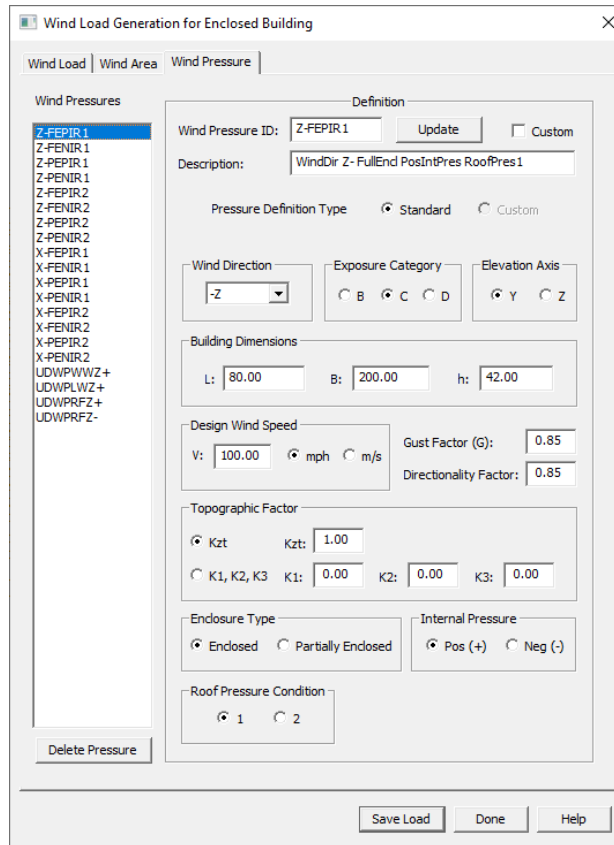 Wind Load Generation for Enclosed Building
Wind Load Wind Area Wind Pressure
Wind Pressures
Z-FEPIR1
Z-FENIR1
Z-PEPIR1
Z-PENIR1
Z-FEPIR2
Z-FENIR2
Z-PEPIR2
Z-PENIR2
X-FEPIR1
X-FENIR1
X-PEPIR1
X-PENIR1
X-FEPIR2
X-FENIR2
X-PEPIR2
X-PENIR2
UDWPWWZ+
UDWPLWZ+
UDWPRFZ+
UDWPRFZ-
Delete Pressure
Definition
Wind Pressure ID: Z-FEPIR1 Update Custom
Description: WindDir Z- FullEncl PosIntPres RoofPres1
Pressure Definition Type Standard Custom
Wind Direction
-Z
Exposure Category
B C D
Elevation Axis
Y Z
Building Dimensions
L: 80.00 B: 200.00 h: 42.00
Design Wind Speed
V: 100.00 mph m/s
Gust Factor (G): 0.85
Directionality Factor: 0.85
Topographic Factor
Kzt Kzt: 1.00
K1, K2, K3 K1: 0.00 K2: 0.00 K3: 0.00
Enclosure Type
Enclosed Partially Enclosed
Internal Pressure
Pos (+) Neg (-)
Roof Pressure Condition
1 2
Save Load Done Help